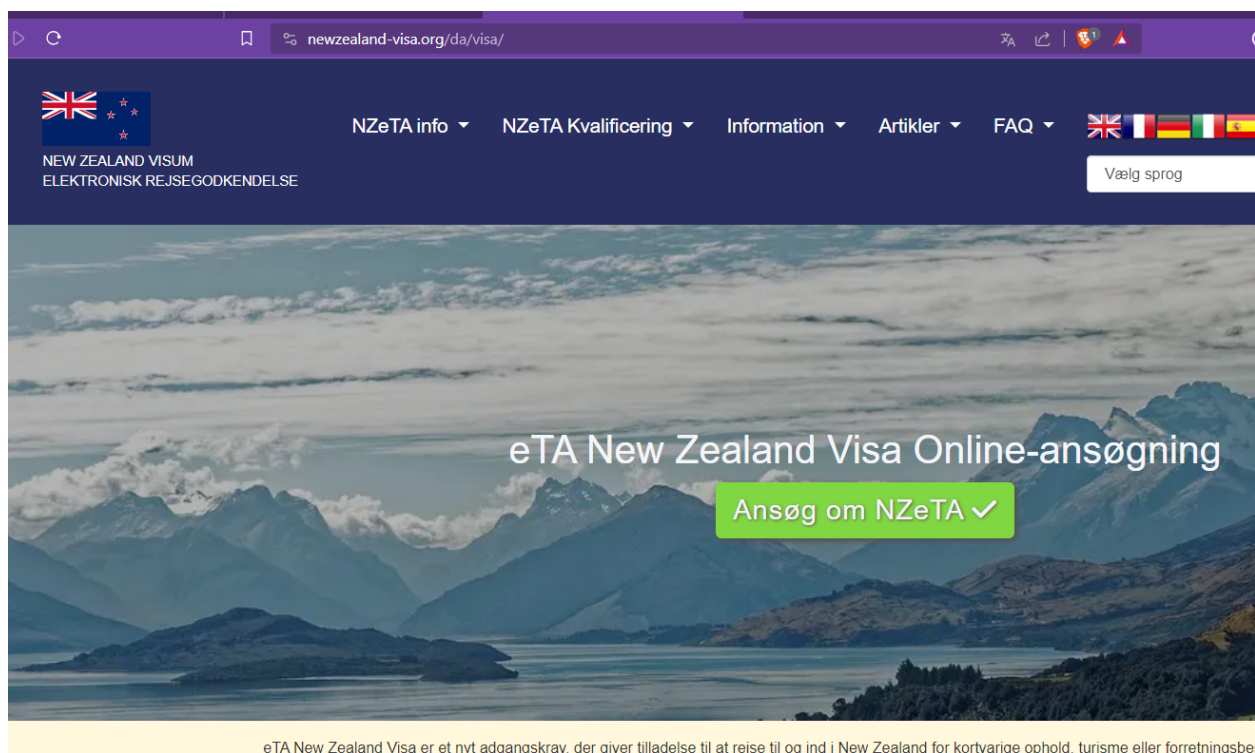 newzealand-visa.org/da/visa/
NZeTA info
NZeTA Kvalificering
Information
Artikler
FAQ
NEW ZEALAND VISUM
ELEKTRONISK REJSEGODKENDELSE
Vælg sprog
eTA New Zealand Visa Online-ansøgning
Ansøg om NZeTA
eTA New Zealand Visa er et nyt adgangskrav, der giver tilladelse til at rejse til og ind i New Zealand for kortvarige ophold, turisme eller